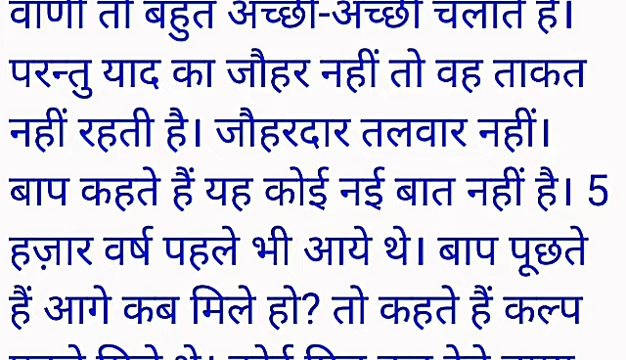 वाणी तो बहुत अच्छी-अच्छी चलाते हैं।
परन्तु याद का जौहर नहीं तो वह ताकत
नहीं रहती है। जौहरदार तलवार नहीं।
बाप कहते हैं यह कोई नई बात नहीं है। 5
हज़ार वर्ष पहले भी आये थे। बाप पूछते
हैं आगे कब मिले हो? तो कहते हैं कल्प